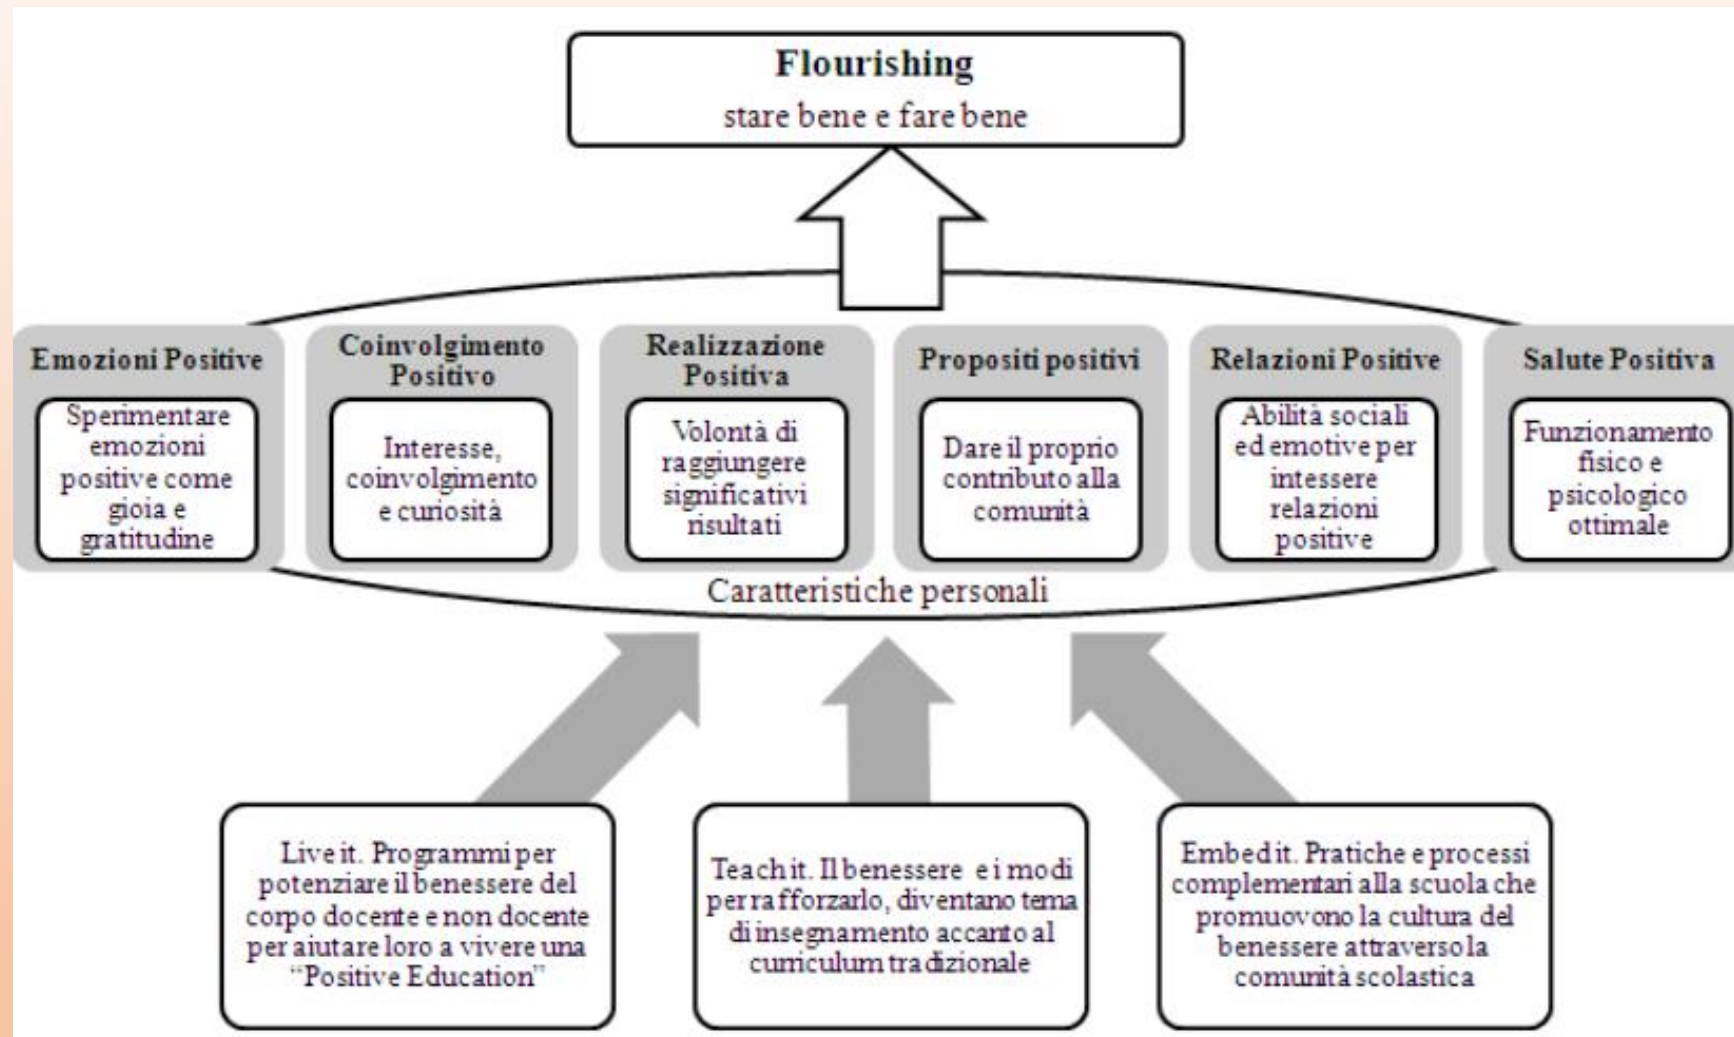 Flourishing
stare bene e fare bene
Emozioni Positive
Sperimentare
emozioni
positive come
gioia e
gratitudine
Coinvolgimento
Positivo
Interesse,
coinvolgimento
e curiosità
Realizzazione
Positiva
Volontà di
raggiungere
significativi
risultati
Propositi positivi
Dare il proprio
contributo alla
comunità
Relazioni Positive
Abilità sociali
ed emotive per
intessere
relazioni
positive
Salute Positiva
Funzionamento
fisico e
psicologico
ottimale
Caratteristiche personali
Live it. Programmi per
potenziare il benessere del
corpo docente e non docente
per aiutare loro a vivere una
“Positive Education”
Teach it. Il benessere e i modi
per rafforzarlo, diventano tema
di insegnamento accanto al
curriculum tradizionale
Embed it. Pratiche e processi
complementari alla scuola che
promuovono la cultura del
benessere attraverso la
comunità scolastica